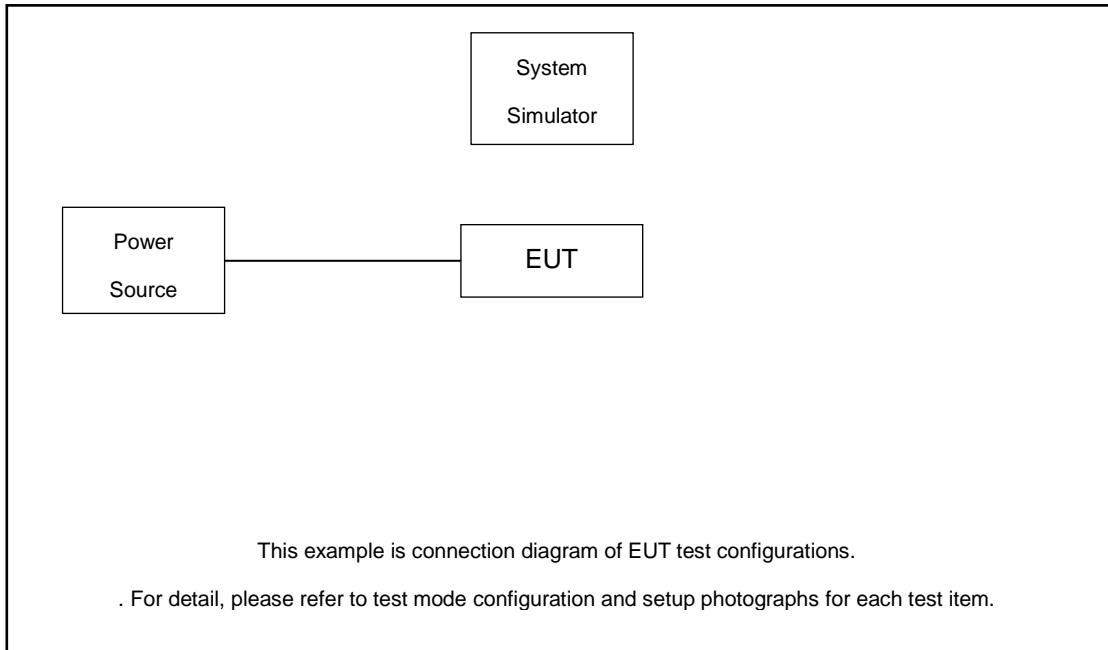 System
Simulator
Power
Source
EUT
This example is connection diagram of EUT test configurations.
. For detail, please refer to test mode configuration and setup photographs for each test item.